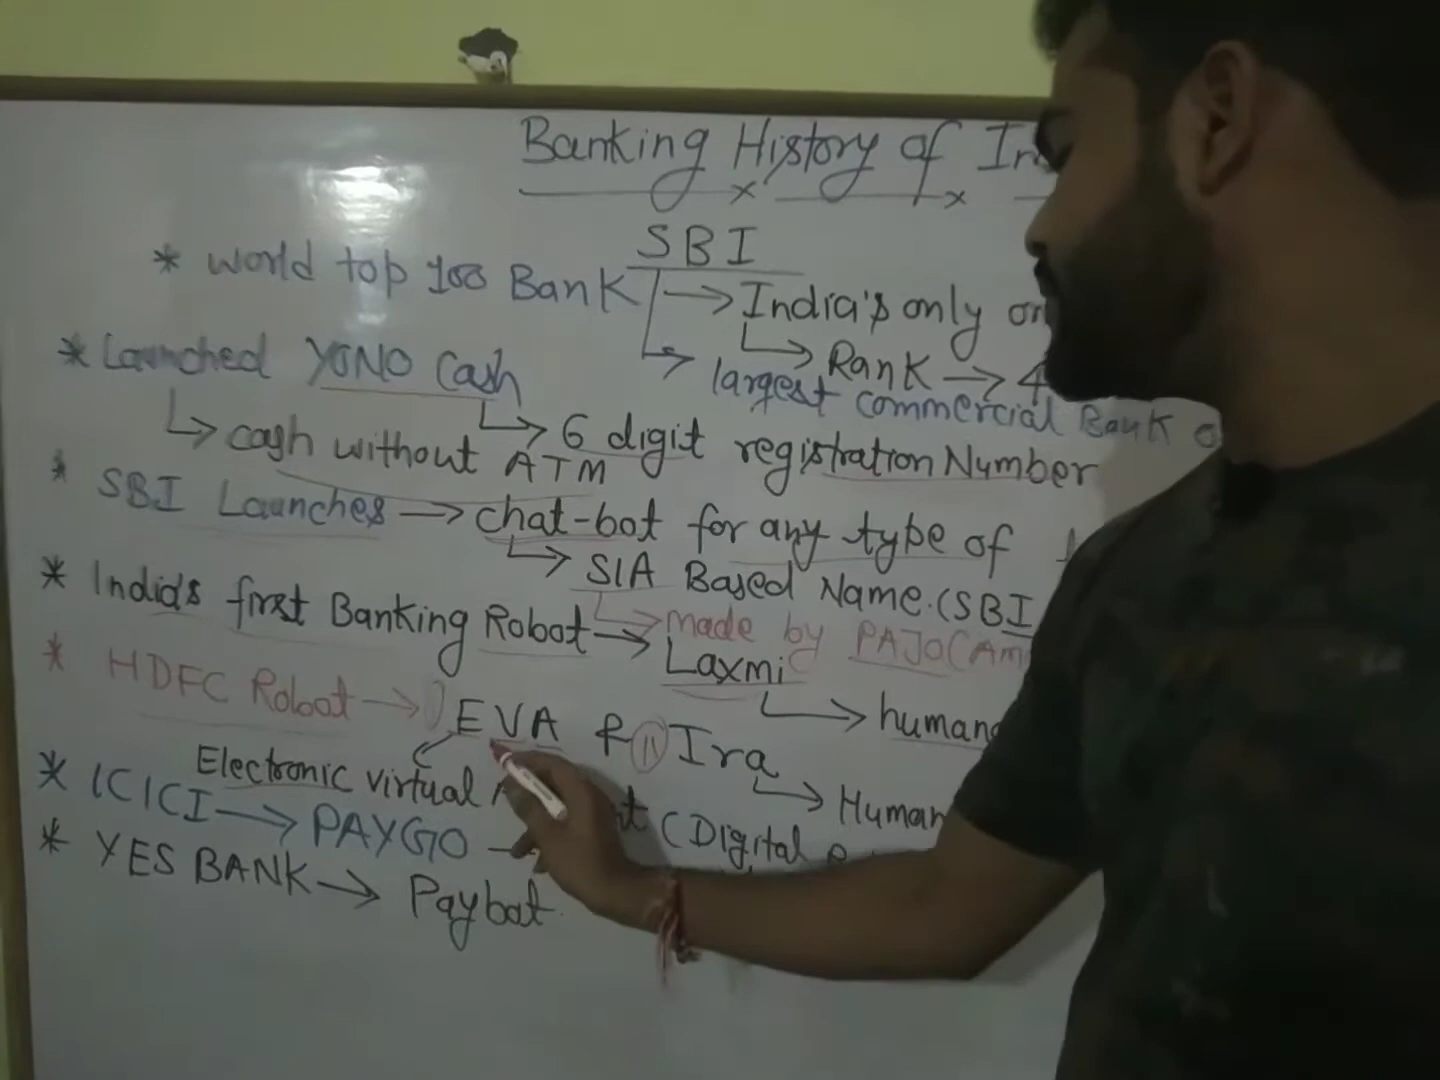 Banking History of
SBI
* World top 100 Bank → India's only
→ Rank → 4
→ largest commercial Bank
* Launched YONO Cash
→ 6 digit registration Number
→ cash without ATM
* SBI Launches → chat-bot for any type of
→ SIA Based Name. (SBI
→ made by PAJO(Am
* India's first Banking Robot → Laxmi
→ human
* HDFC Robot → i) EVA & ii) Ira
→ Human
Electronic virtual
(Digital
* ICICI → PAYGO
* YES BANK → Paybot.